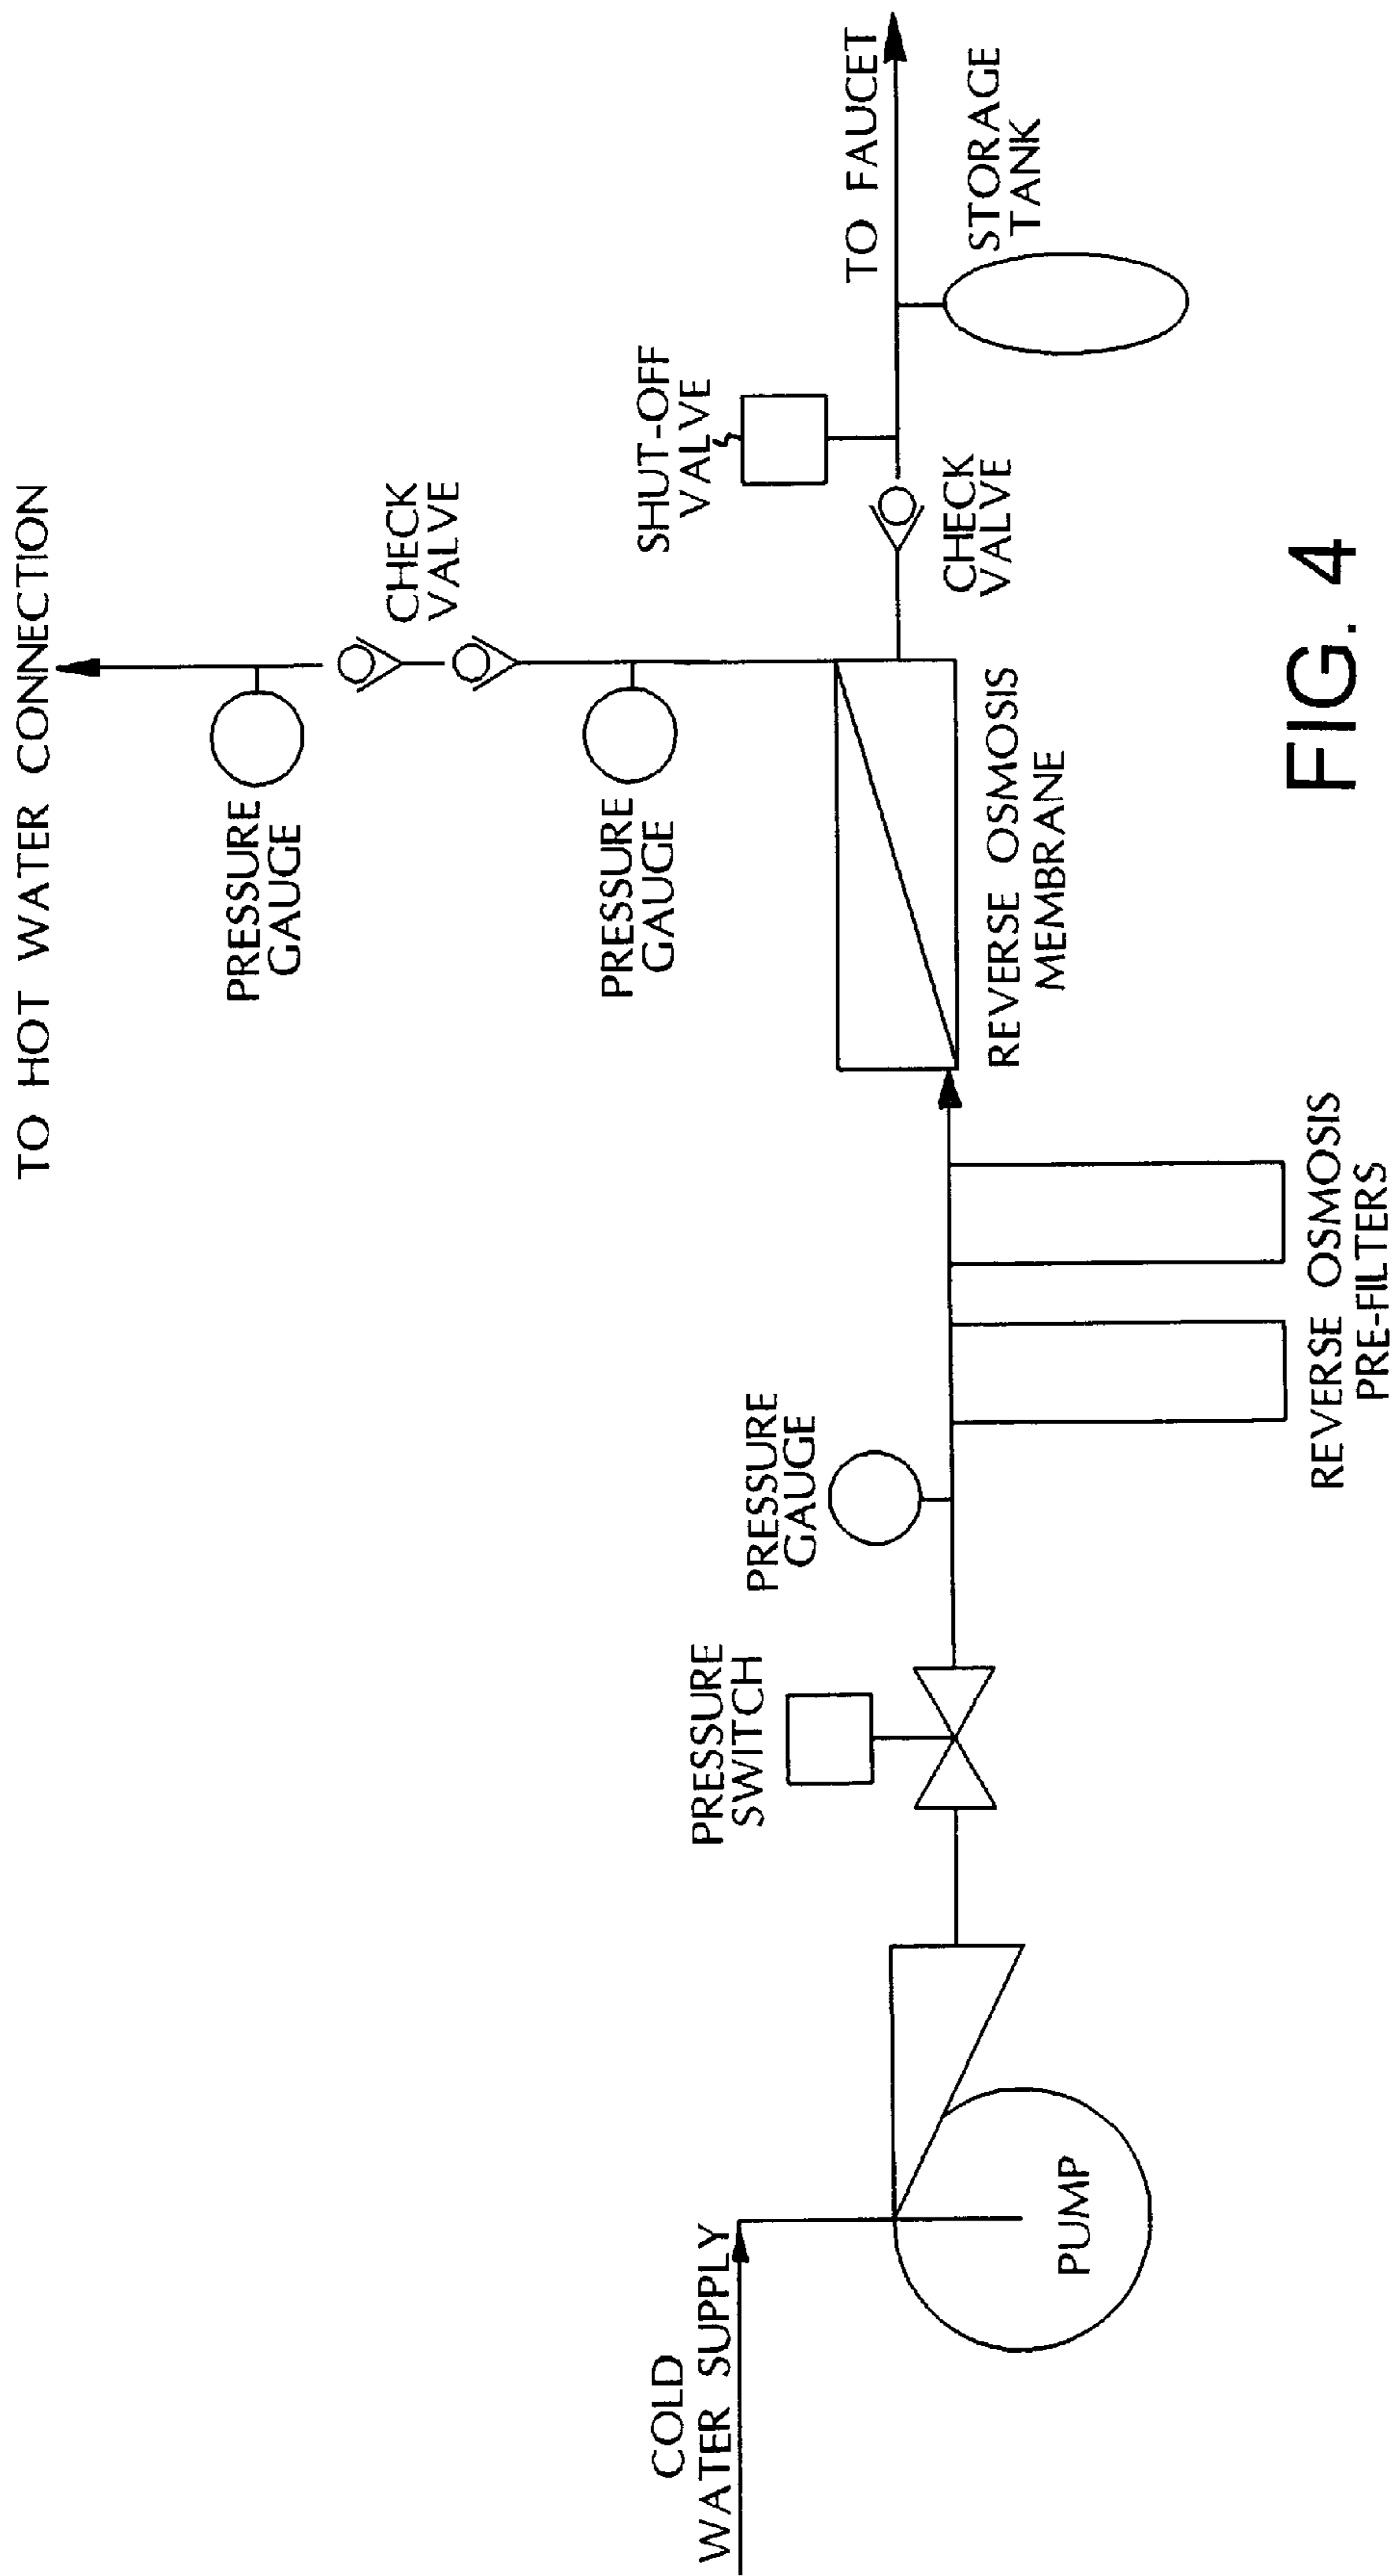 TO HOT WATER CONNECTION
PRESSURE
GAUGE
CHECK
VALVE
PRESSURE
GAUGE
SHUT-OFF
VALVE
TO FAUCET
COLD
WATER SUPPLY
PUMP
PRESSURE
SWITCH
PRESSURE
GAUGE
REVERSE OSMOSIS
PRE-FILTERS
REVERSE OSMOSIS
MEMBRANE
CHECK
VALVE
STORAGE
TANK
FIG. 4